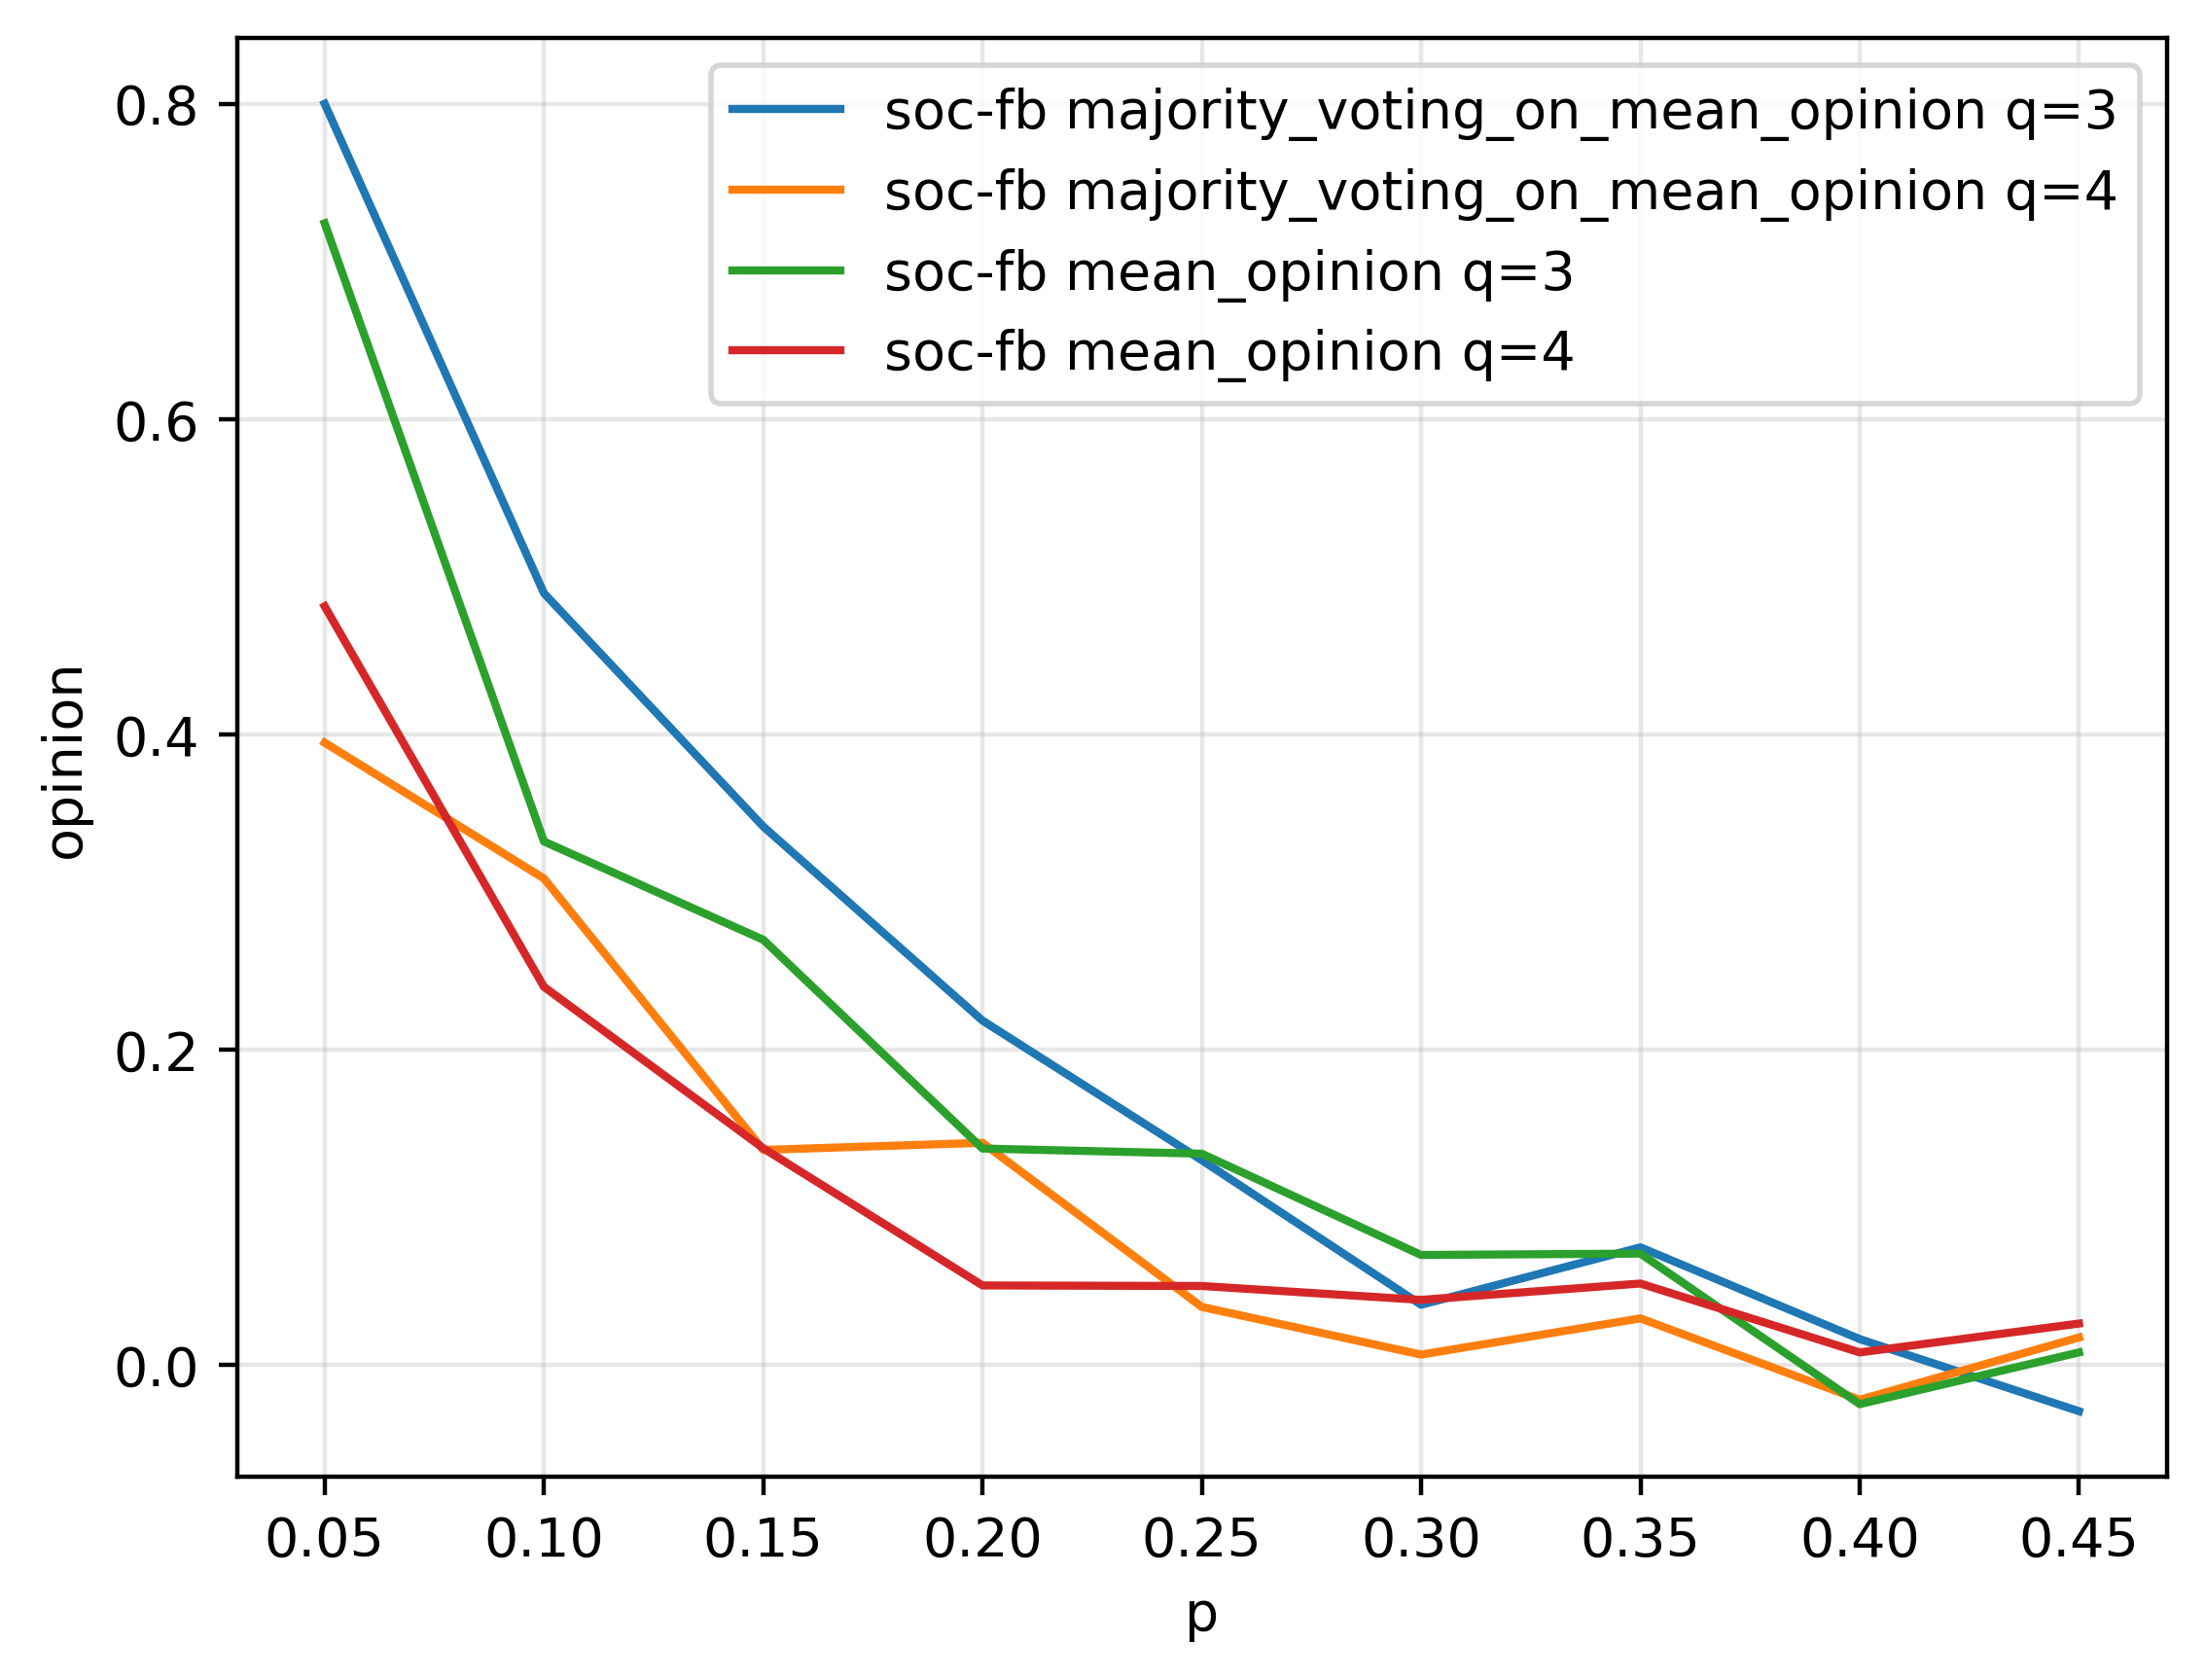 soc-fb majority_voting_on_mean_opinion q=3
soc-fb majority_voting_on_mean_opinion q=4
soc-fb mean_opinion q=3
soc-fb mean_opinion q=4
0.8
0.6
0.4
0.2
0.0
opinion
0.05 0.10 0.15 0.20 0.25 0.30 0.35 0.40 0.45
p